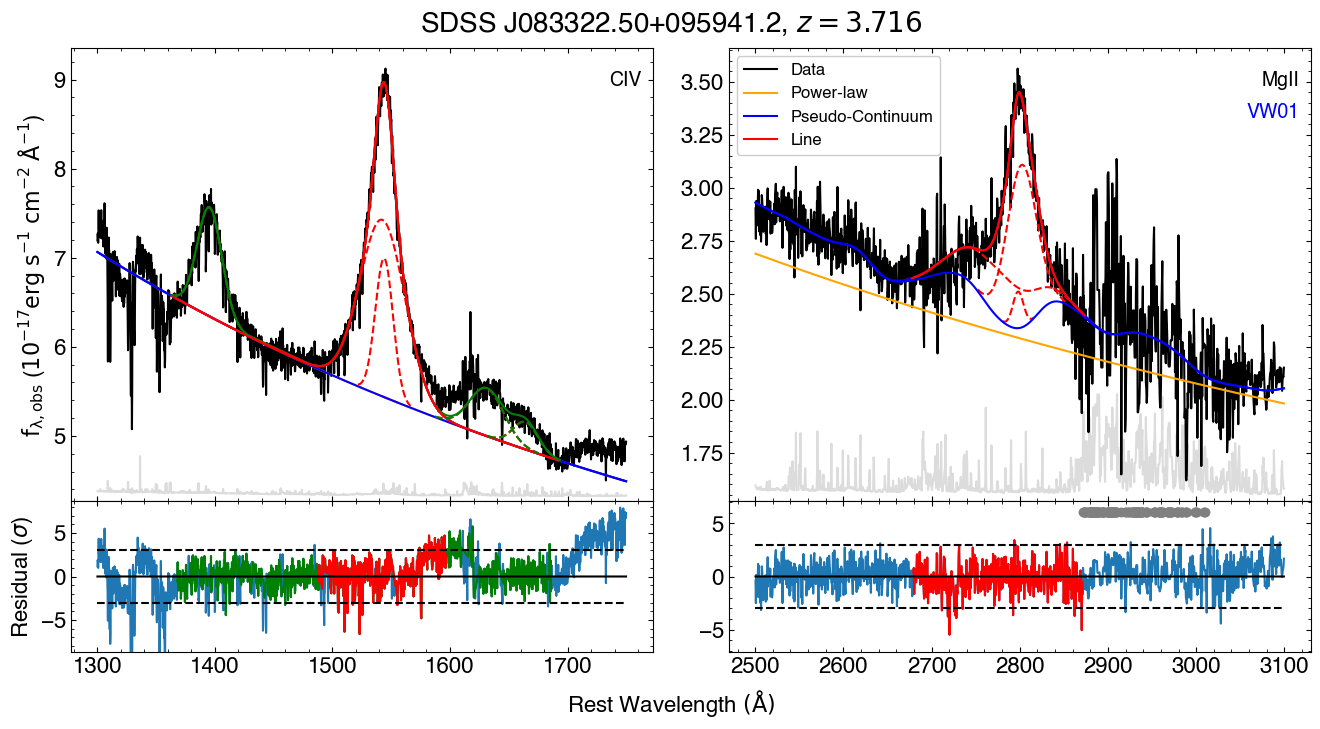 SDSS J083322.50+095941.2, z = 3.716
f_λ,obs (10⁻¹⁷erg s⁻¹ cm⁻² Å⁻¹)
9
8
7
6
5
CIV
3.50
3.25
3.00
2.75
2.50
2.25
2.00
1.75
Data
Power-law
Pseudo-Continuum
Line
MgII
VW01
Residual (σ)
5
0
−5
1300 1400 1500 1600 1700
5
0
−5
2500 2600 2700 2800 2900 3000 3100
Rest Wavelength (Å)